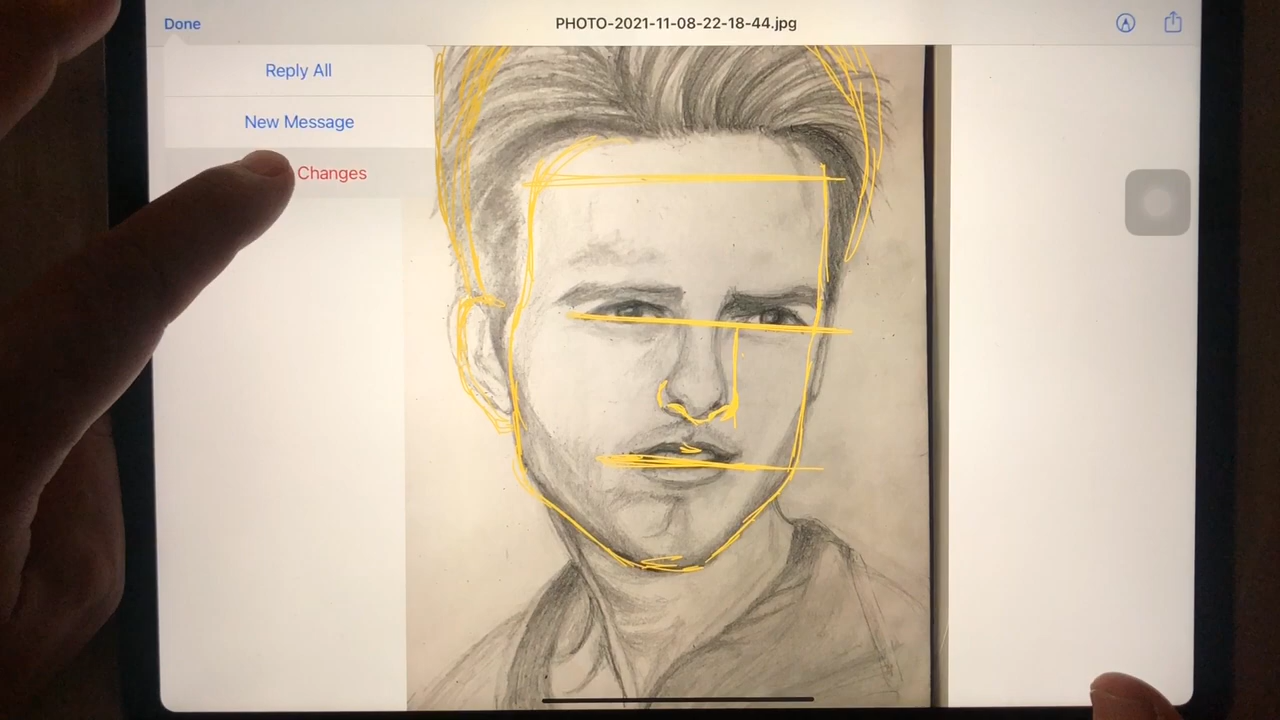 Done
PHOTO-2021-11-08-22-18-44.jpg
Reply All
New Message
Changes